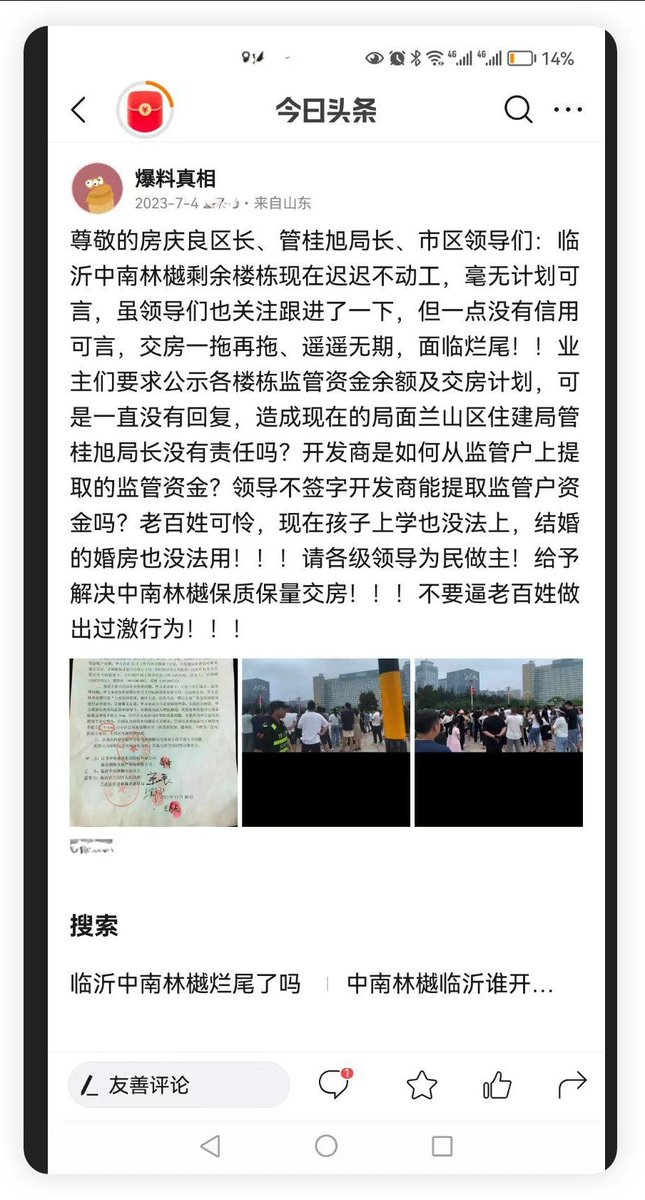 4G 4G 14%
今日头条
爆料真相
2023-7-4
· 来自山东
尊敬的房庆良区长、管桂旭局长、市区领导们：临
沂中南林樾剩余楼栋现在迟迟不动工，毫无计划可
言，虽领导们也关注跟进了一下，但一点没有信用
可言，交房一拖再拖、遥遥无期，面临烂尾！！业
主们要求公示各楼栋监管资金余额及交房计划，可
是一直没有回复，造成现在的局面兰山区住建局管
桂旭局长没有责任吗？开发商是如何从监管户上提
取的监管资金？领导不签字开发商能提取监管户资
金吗？老百姓可怜，现在孩子上学也没法上，结婚
的婚房也没法用！！！请各级领导为民做主！给予
解决中南林樾保质保量交房！！！不要逼老百姓做
出过激行为！！！
搜索
临沂中南林樾烂尾了吗
中南林樾临沂谁开...
友善评论
1